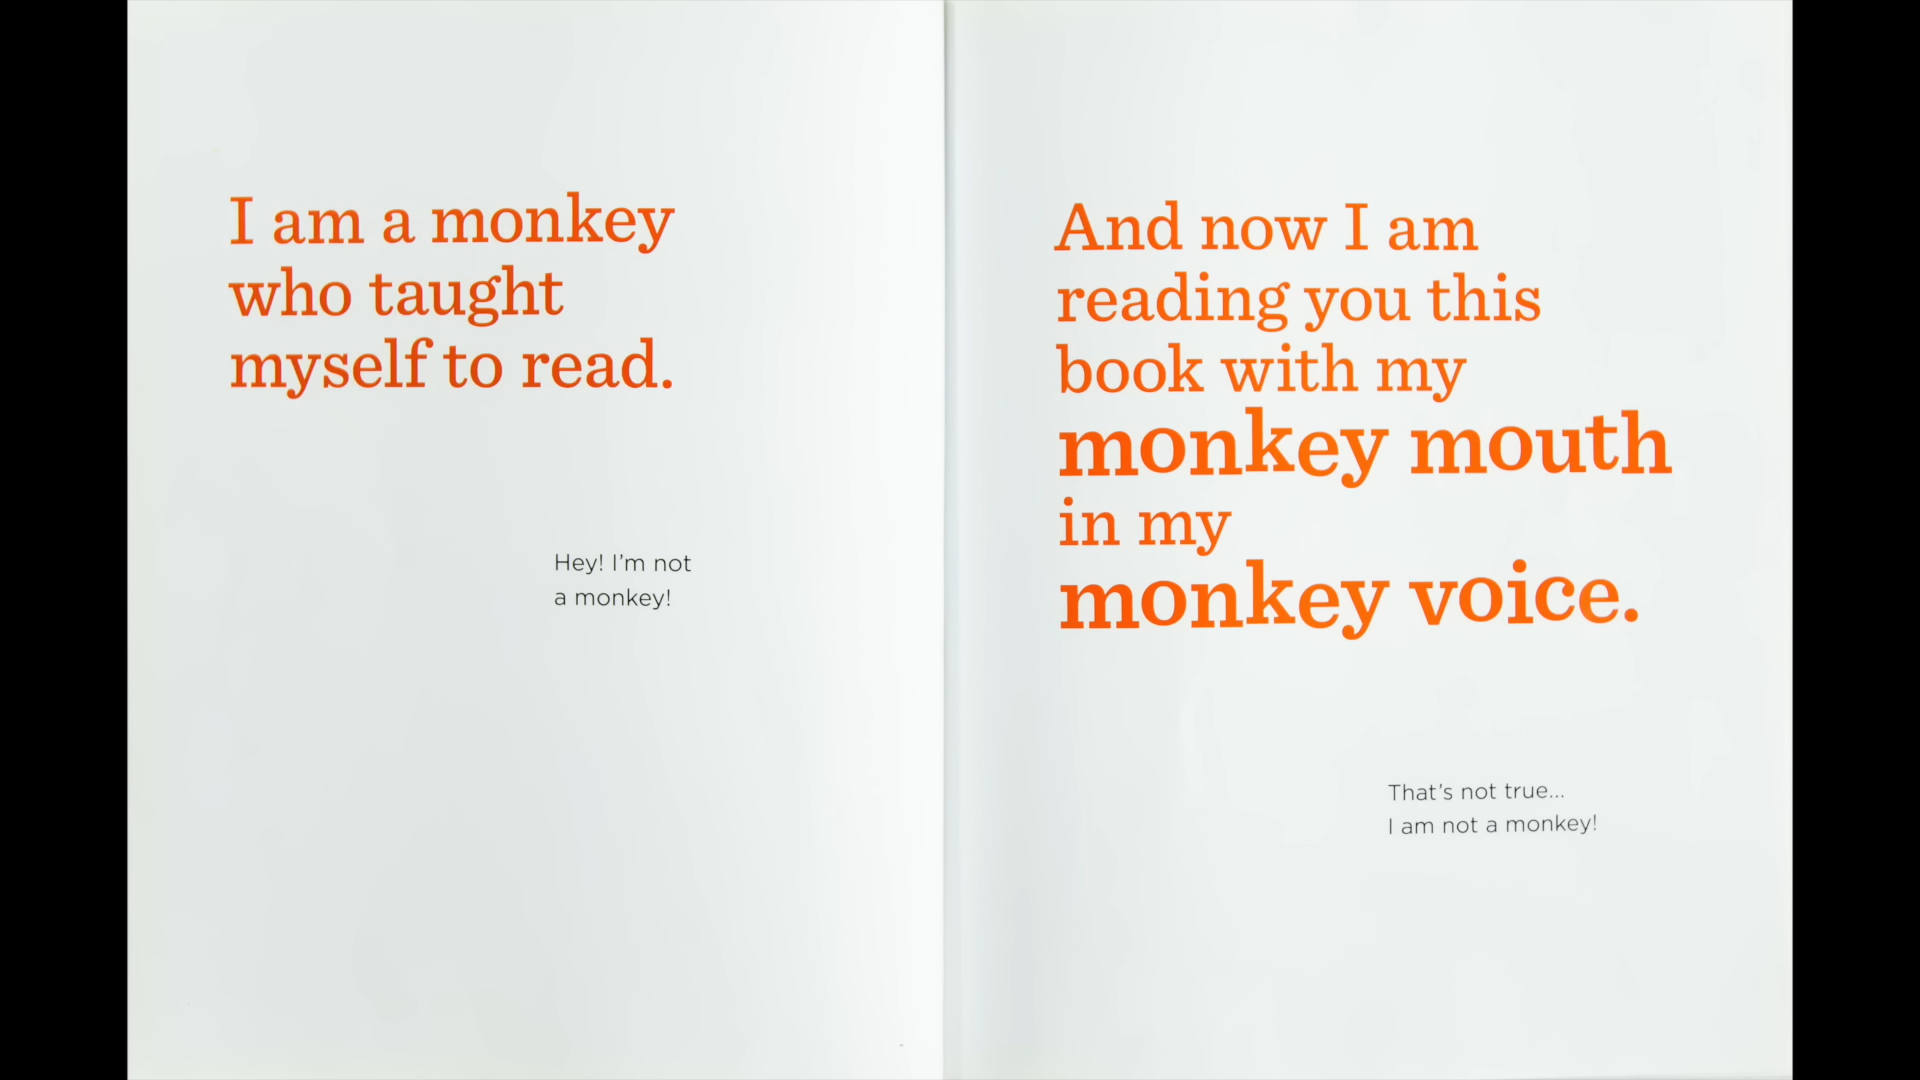 I am a monkey
who taught
myself to read.
Hey! I’m not
a monkey!
And now I am
reading you this
book with my
monkey mouth
in my
monkey voice.
That’s not true...
I am not a monkey!